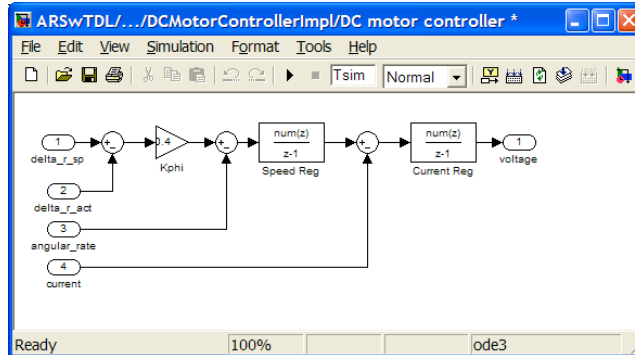 ARSwTDL/.../DCMotorControllerImpl/DC motor controller *
File Edit View Simulation Format Tools Help
Tsim Normal
1 delta_r_sp
+_
0.4 Kphi
+_
num(z)
z-1
Speed Reg
+_
num(z)
z-1
Current Reg
1 voltage
2
delta_r_act
3
angular_rate
4
current
Ready 100% ode3